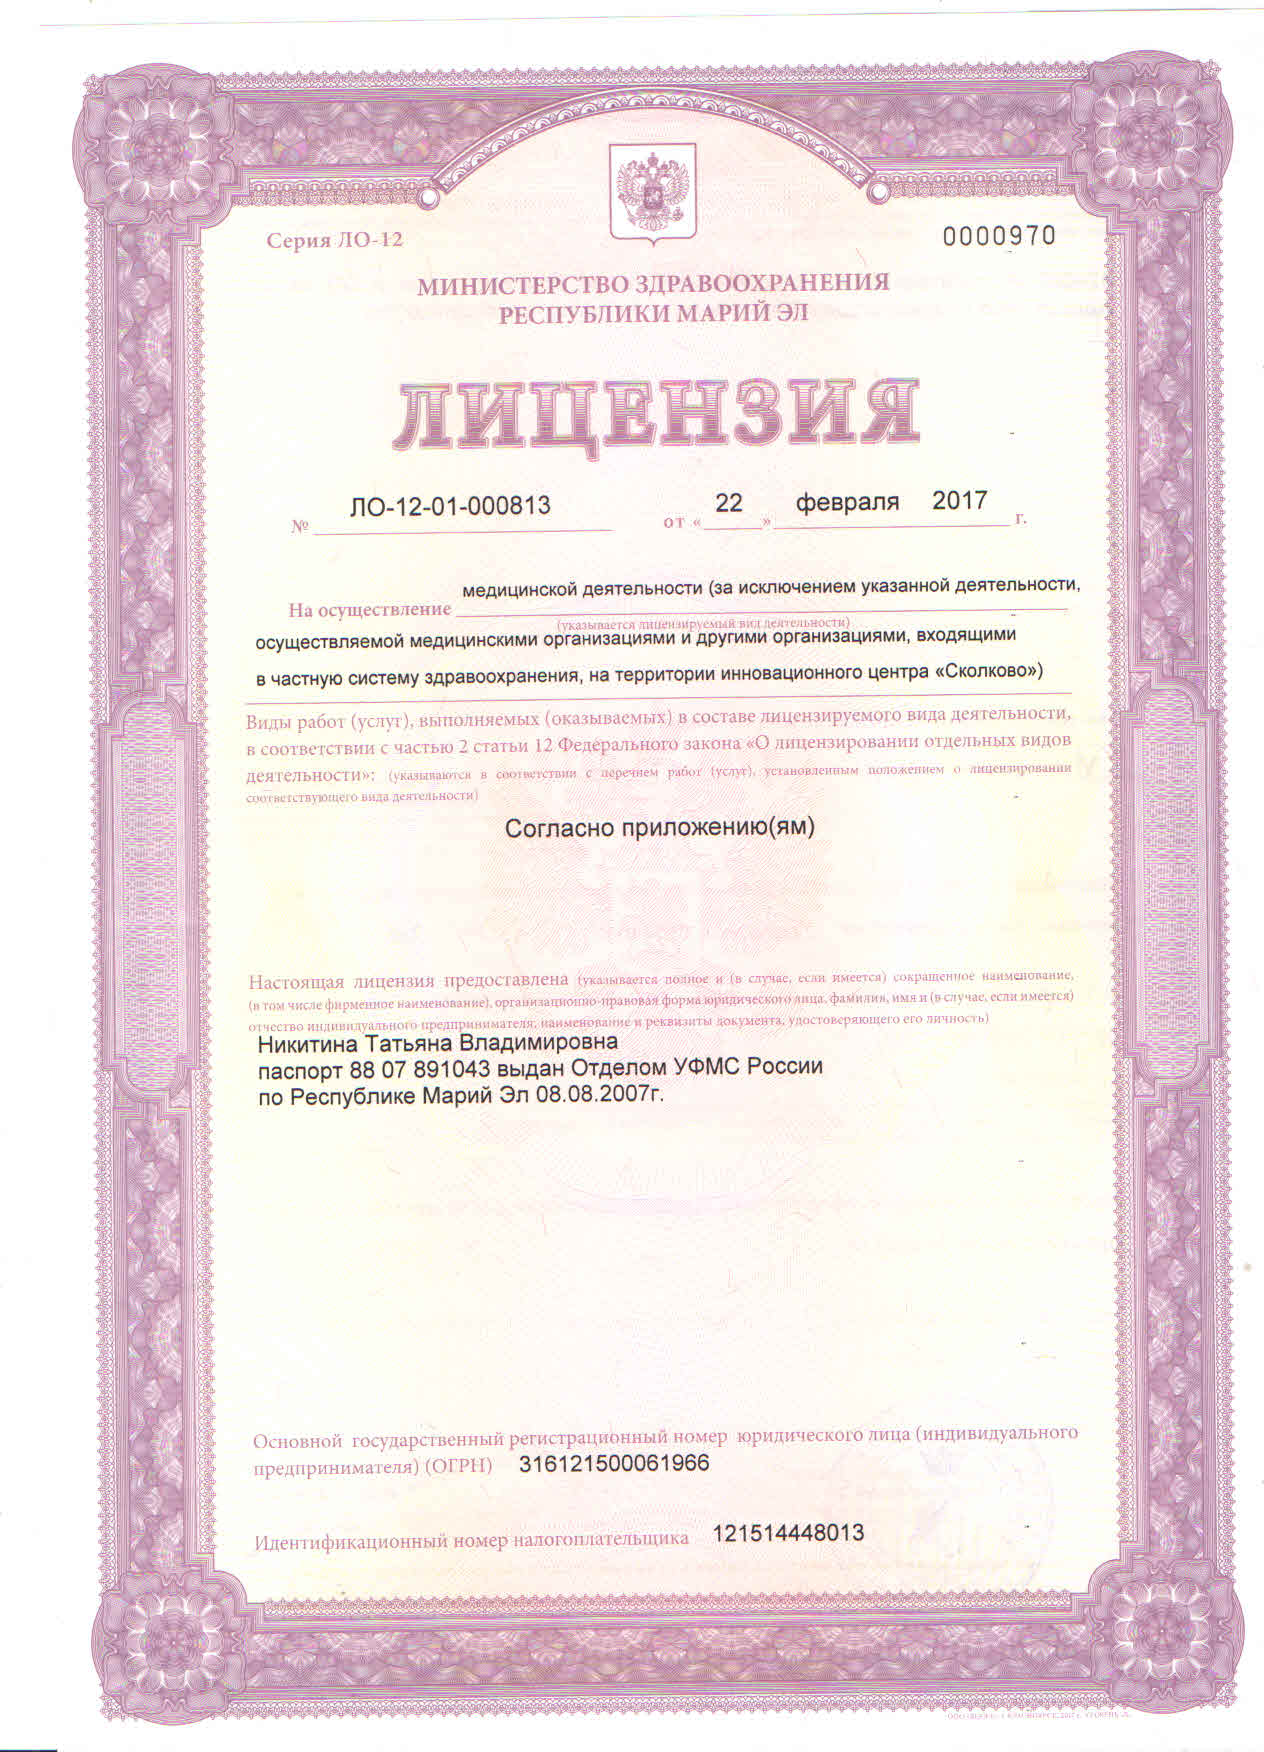 Серия ЛО-12
0000970
МИНИСТЕРСТВО ЗДРАВООХРАНЕНИЯ
РЕСПУБЛИКИ МАРИЙ ЭЛ
ЛИЦЕНЗИЯ
№ ЛО-12-01-000813 от « 22 » февраля 2017 г.
На осуществление медицинской деятельности (за исключением указанной деятельности,
(указывается лицензируемый вид деятельности)
осуществляемой медицинскими организациями и другими организациями, входящими
в частную систему здравоохранения, на территории инновационного центра «Сколково»)
Виды работ (услуг), выполняемых (оказываемых) в составе лицензируемого вида деятельности,
в соответствии с частью 2 статьи 12 Федерального закона «О лицензировании отдельных видов
деятельности»: (указываются в соответствии с перечнем работ (услуг), установленным положением о лицензировании
соответствующего вида деятельности)
Согласно приложению(ям)
Настоящая лицензия предоставлена (указывается полное и (в случае, если имеется) сокращенное наименование,
(в том числе фирменное наименование), организационно-правовая форма юридического лица, фамилия, имя и (в случае, если имеется)
отчество индивидуального предпринимателя, наименование и реквизиты документа, удостоверяющего его личность)
Никитина Татьяна Владимировна
паспорт 88 07 891043 выдан Отделом УФМС России
по Республике Марий Эл 08.08.2007г.
Основной государственный регистрационный номер юридического лица (индивидуального
предпринимателя) (ОГРН) 316121500061966
Идентификационный номер налогоплательщика 121514448013